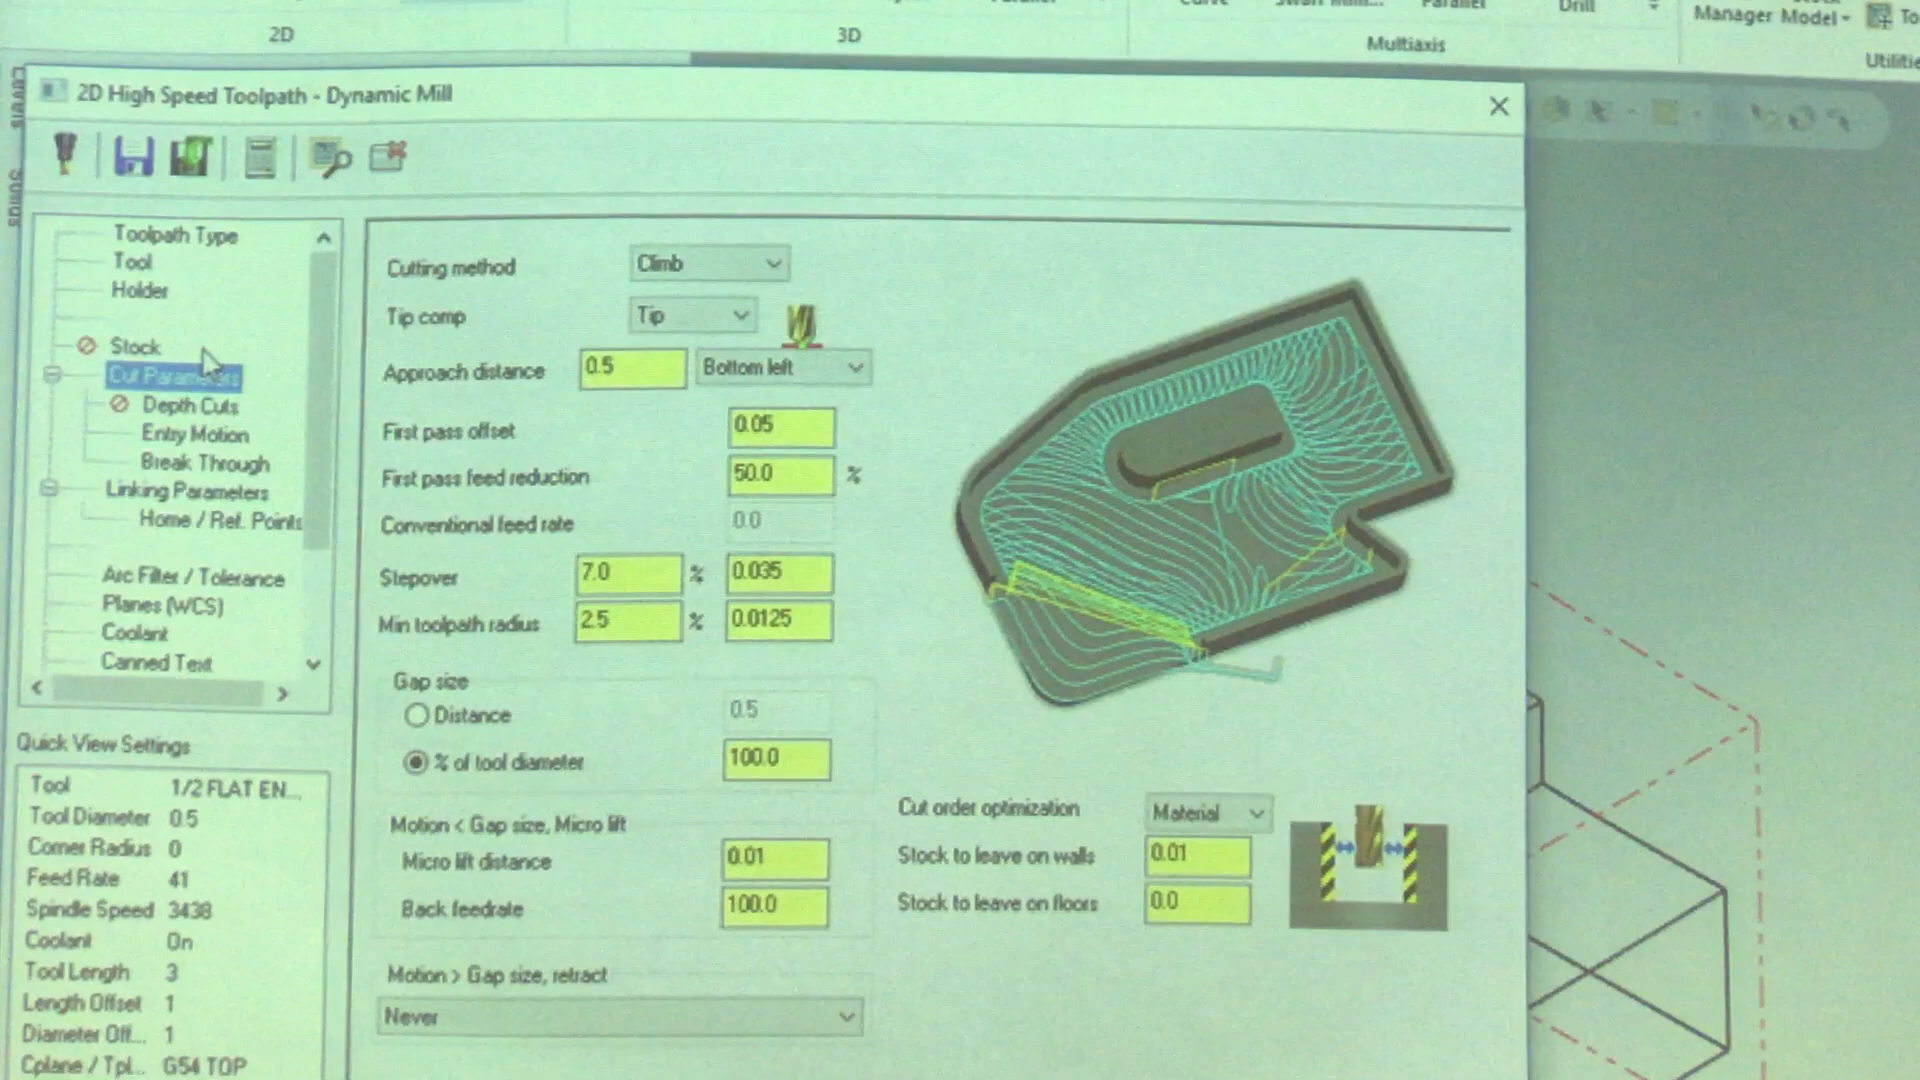 2D
3D
Multiaxis
Drill
Manager Model
To
Utilitie
2D High Speed Toolpath - Dynamic Mill
Levels
Solids
Toolpath Type
Tool
Holder
Stock
Cut Parameters
Depth Cuts
Entry Motion
Break Through
Linking Parameters
Home / Ref. Points
Arc Filter / Tolerance
Planes (WCS)
Coolant
Canned Text
Quick View Settings
Tool 1/2 FLAT EN...
Tool Diameter 0.5
Corner Radius 0
Feed Rate 41
Spindle Speed 3438
Coolant On
Tool Length 3
Length Offset 1
Diameter Off... 1
Cplane / Tpl... G54 TOP
Cutting method Climb
Tip comp Tip
Approach distance 0.5 Bottom left
First pass offset 0.05
First pass feed reduction 50.0 %
Conventional feed rate 0.0
Stepover 7.0 % 0.035
Min toolpath radius 2.5 % 0.0125
Gap size
Distance 0.5
% of tool diameter 100.0
Motion < Gap size, Micro lift
Micro lift distance 0.01
Back feedrate 100.0
Motion > Gap size, retract
Never
Cut order optimization Material
Stock to leave on walls 0.01
Stock to leave on floors 0.0